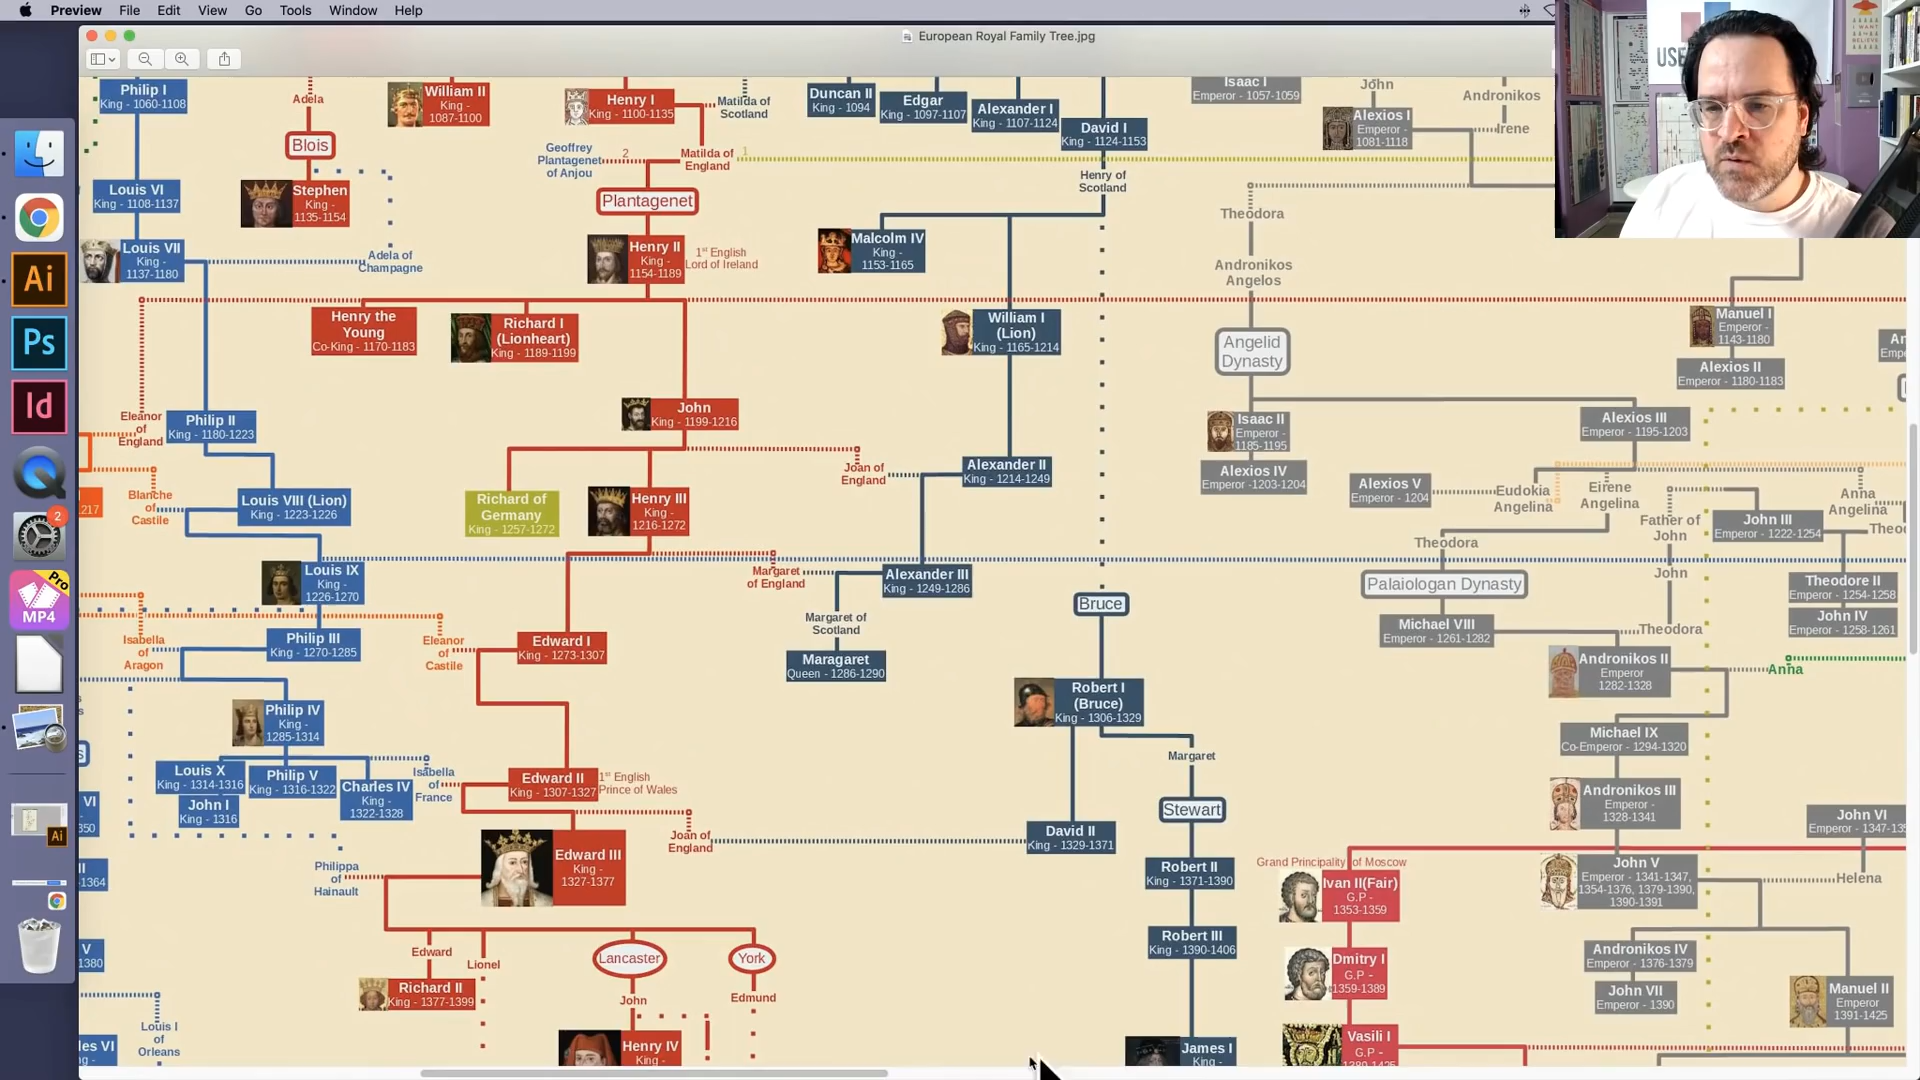 Preview File Edit View Go Tools Window Help
European Royal Family Tree.jpg
Philip I
King - 1060-1108
Adela
William II
King -
1087-1100
Henry I
King - 1100-1135
Matilda of
Scotland
Duncan II
King - 1094
Edgar
King - 1097-1107
Alexander I
King - 1107-1124
David I
King - 1124-1153
Isaac I
Emperor - 1057-1059
John
Andronikos
Alexios I
Emperor -
1081-1118
Irene
Blois
Geoffrey
Plantagenet
of Anjou
2
Matilda of
England
1
Henry of
Scotland
Louis VI
King -
1108-1137
Stephen
King -
1135-1154
Plantagenet
Theodora
Louis VII
King -
1137-1180
Adela of
Champagne
Henry II
King -
1154-1189
1st English
Lord of Ireland
Malcolm IV
King -
1153-1165
Andronikos
Angelos
Henry the
Young
Co-King - 1170-1183
Richard I
(Lionheart)
King - 1189-1199
William I
(Lion)
King - 1165-1214
Angelid
Dynasty
Manuel I
Emperor -
1143-1180
Alexios II
Emperor - 1180-1183
Eleanor
of
England
Philip II
King - 1180-1223
John
King - 1199-1216
Isaac II
Emperor -
1185-1195
Alexios III
Emperor - 1195-1203
Joan of
England
Alexander II
King - 1214-1249
Alexios IV
Emperor -1203-1204
Alexios V
Emperor - 1204
Eudokia
Angelina
Eirene
Angelina
Anna
Angelina
Blanche
of
Castile
Louis VIII (Lion)
King - 1223-1226
Richard of
Germany
King - 1257-1272
Henry III
King -
1216-1272
Father of
John
John III
Emperor - 1222-1254
Theodora
John
Louis IX
King -
1226-1270
Margaret
of England
Alexander III
King - 1249-1286
Bruce
Palaiologan Dynasty
Theodore II
Emperor - 1254-1258
Michael VIII
Emperor - 1261-1282
Theodora
John IV
Emperor - 1258-1261
Margaret of
Scotland
Isabella
of
Aragon
Philip III
King - 1270-1285
Eleanor
of
Castile
Edward I
King - 1273-1307
Maragaret
Queen - 1286-1290
Andronikos II
Emperor
1282-1328
Anna
Philip IV
King -
1285-1314
Robert I
(Bruce)
King - 1306-1329
Michael IX
Co-Emperor - 1294-1320
Margaret
Louis X
King - 1314-1316
Philip V
King - 1316-1322
Charles IV
King -
1322-1328
Isabella
of
France
Edward II
King - 1307-1327
1st English
Prince of Wales
John I
King - 1316
Stewart
Andronikos III
Emperor -
1328-1341
John VI
David II
King - 1329-1371
Joan of
England
Edward III
King -
1327-1377
Philippa
of
Hainault
Robert II
King - 1371-1390
Grand Principality of Moscow
Ivan II(Fair)
G.P -
1353-1359
John V
Emperor - 1341-1347,
1354-1376, 1379-1390,
1390-1391
Helena
Edward
Lionel
Lancaster
York
Robert III
King - 1390-1406
Dmitry I
G.P -
1359-1389
Andronikos IV
Emperor - 1376-1379
Richard II
King - 1377-1399
John
Edmund
John VII
Emperor - 1390
Manuel II
Emperor
1391-1425
Louis I
of
Orleans
Henry IV
King -
James I
King -
Vasili I
G.P -
Ai
Ps
Id
2
Pro
MP4
Ai